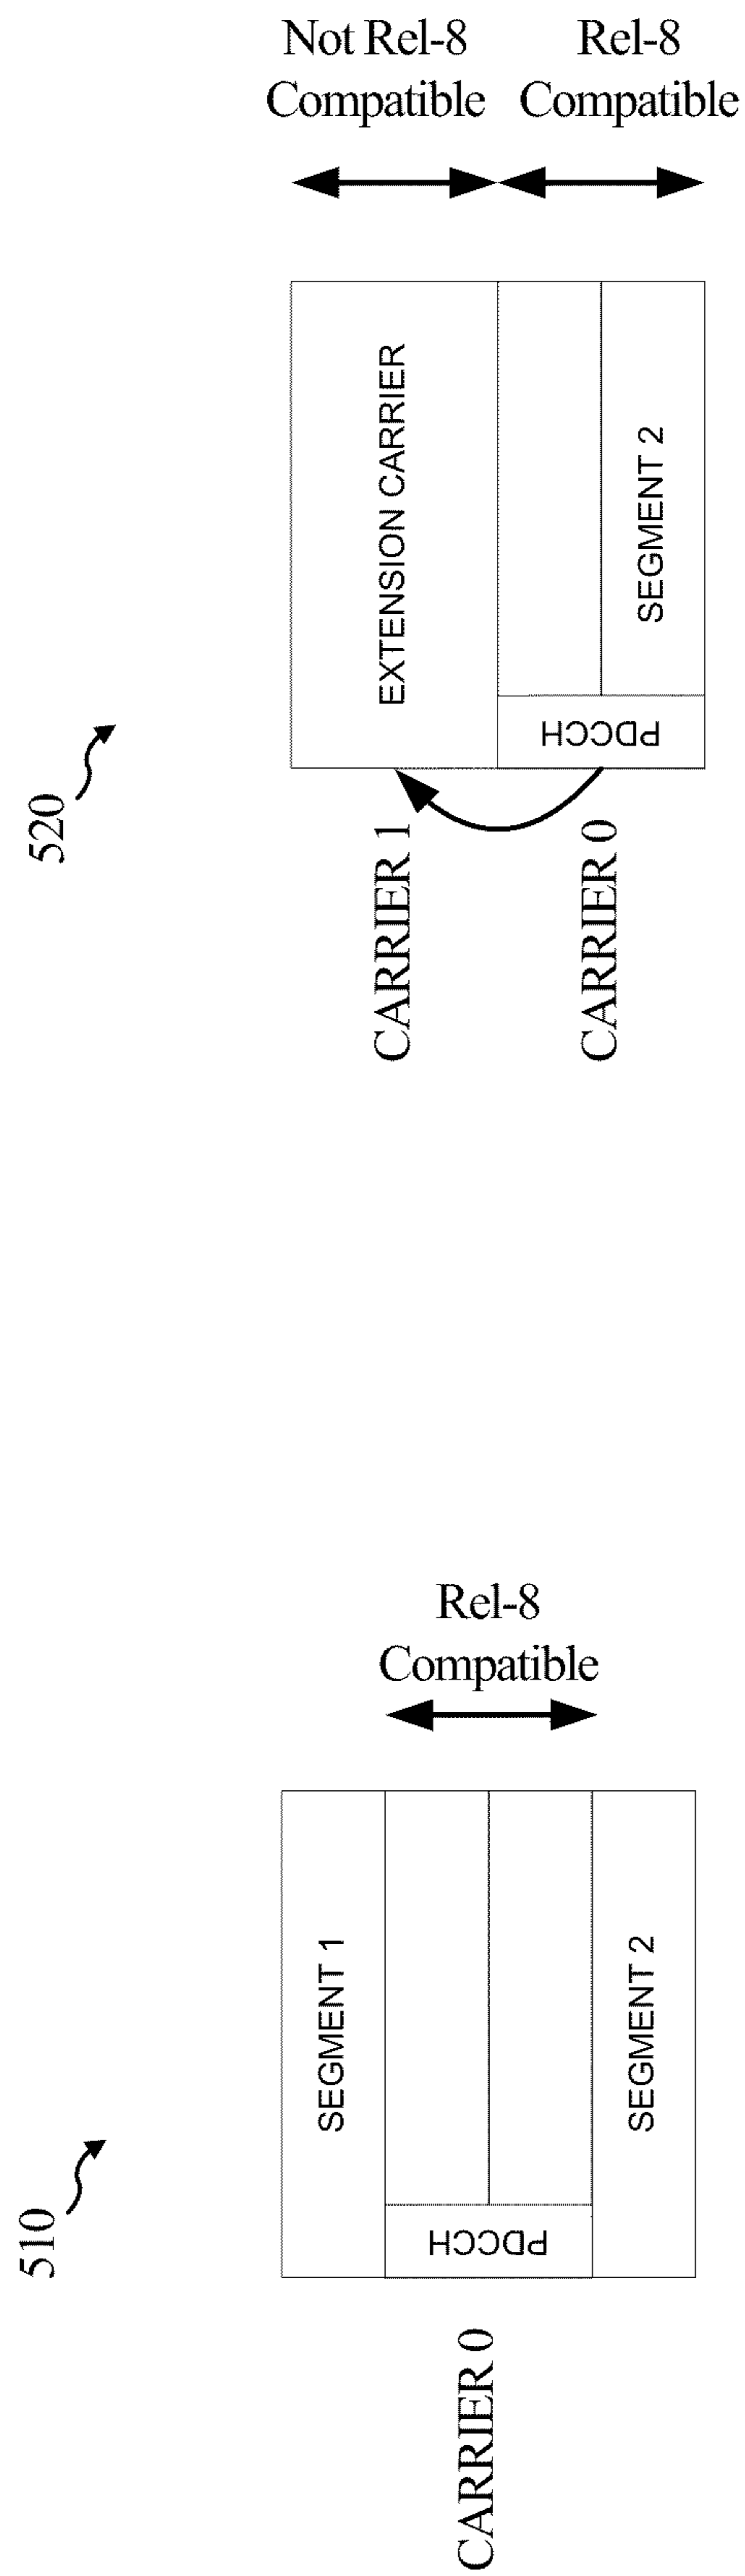 Not Rel-8
Compatible
Rel-8
Compatible
520
EXTENSION CARRIER
SEGMENT 2
PDCCH
CARRIER 1
CARRIER 0
Rel-8
Compatible
510
SEGMENT 1
SEGMENT 2
PDCCH
CARRIER 0